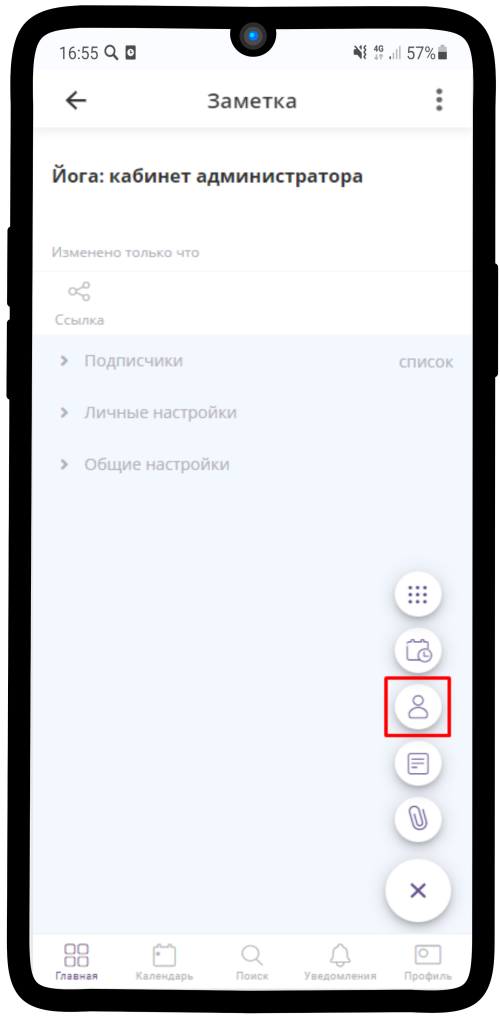 16:55 4G 57%
Заметка
Йога: кабинет администратора
Изменено только что
Ссылка
Подписчики список
Личные настройки
Общие настройки
Главная Календарь Поиск Уведомления Профиль